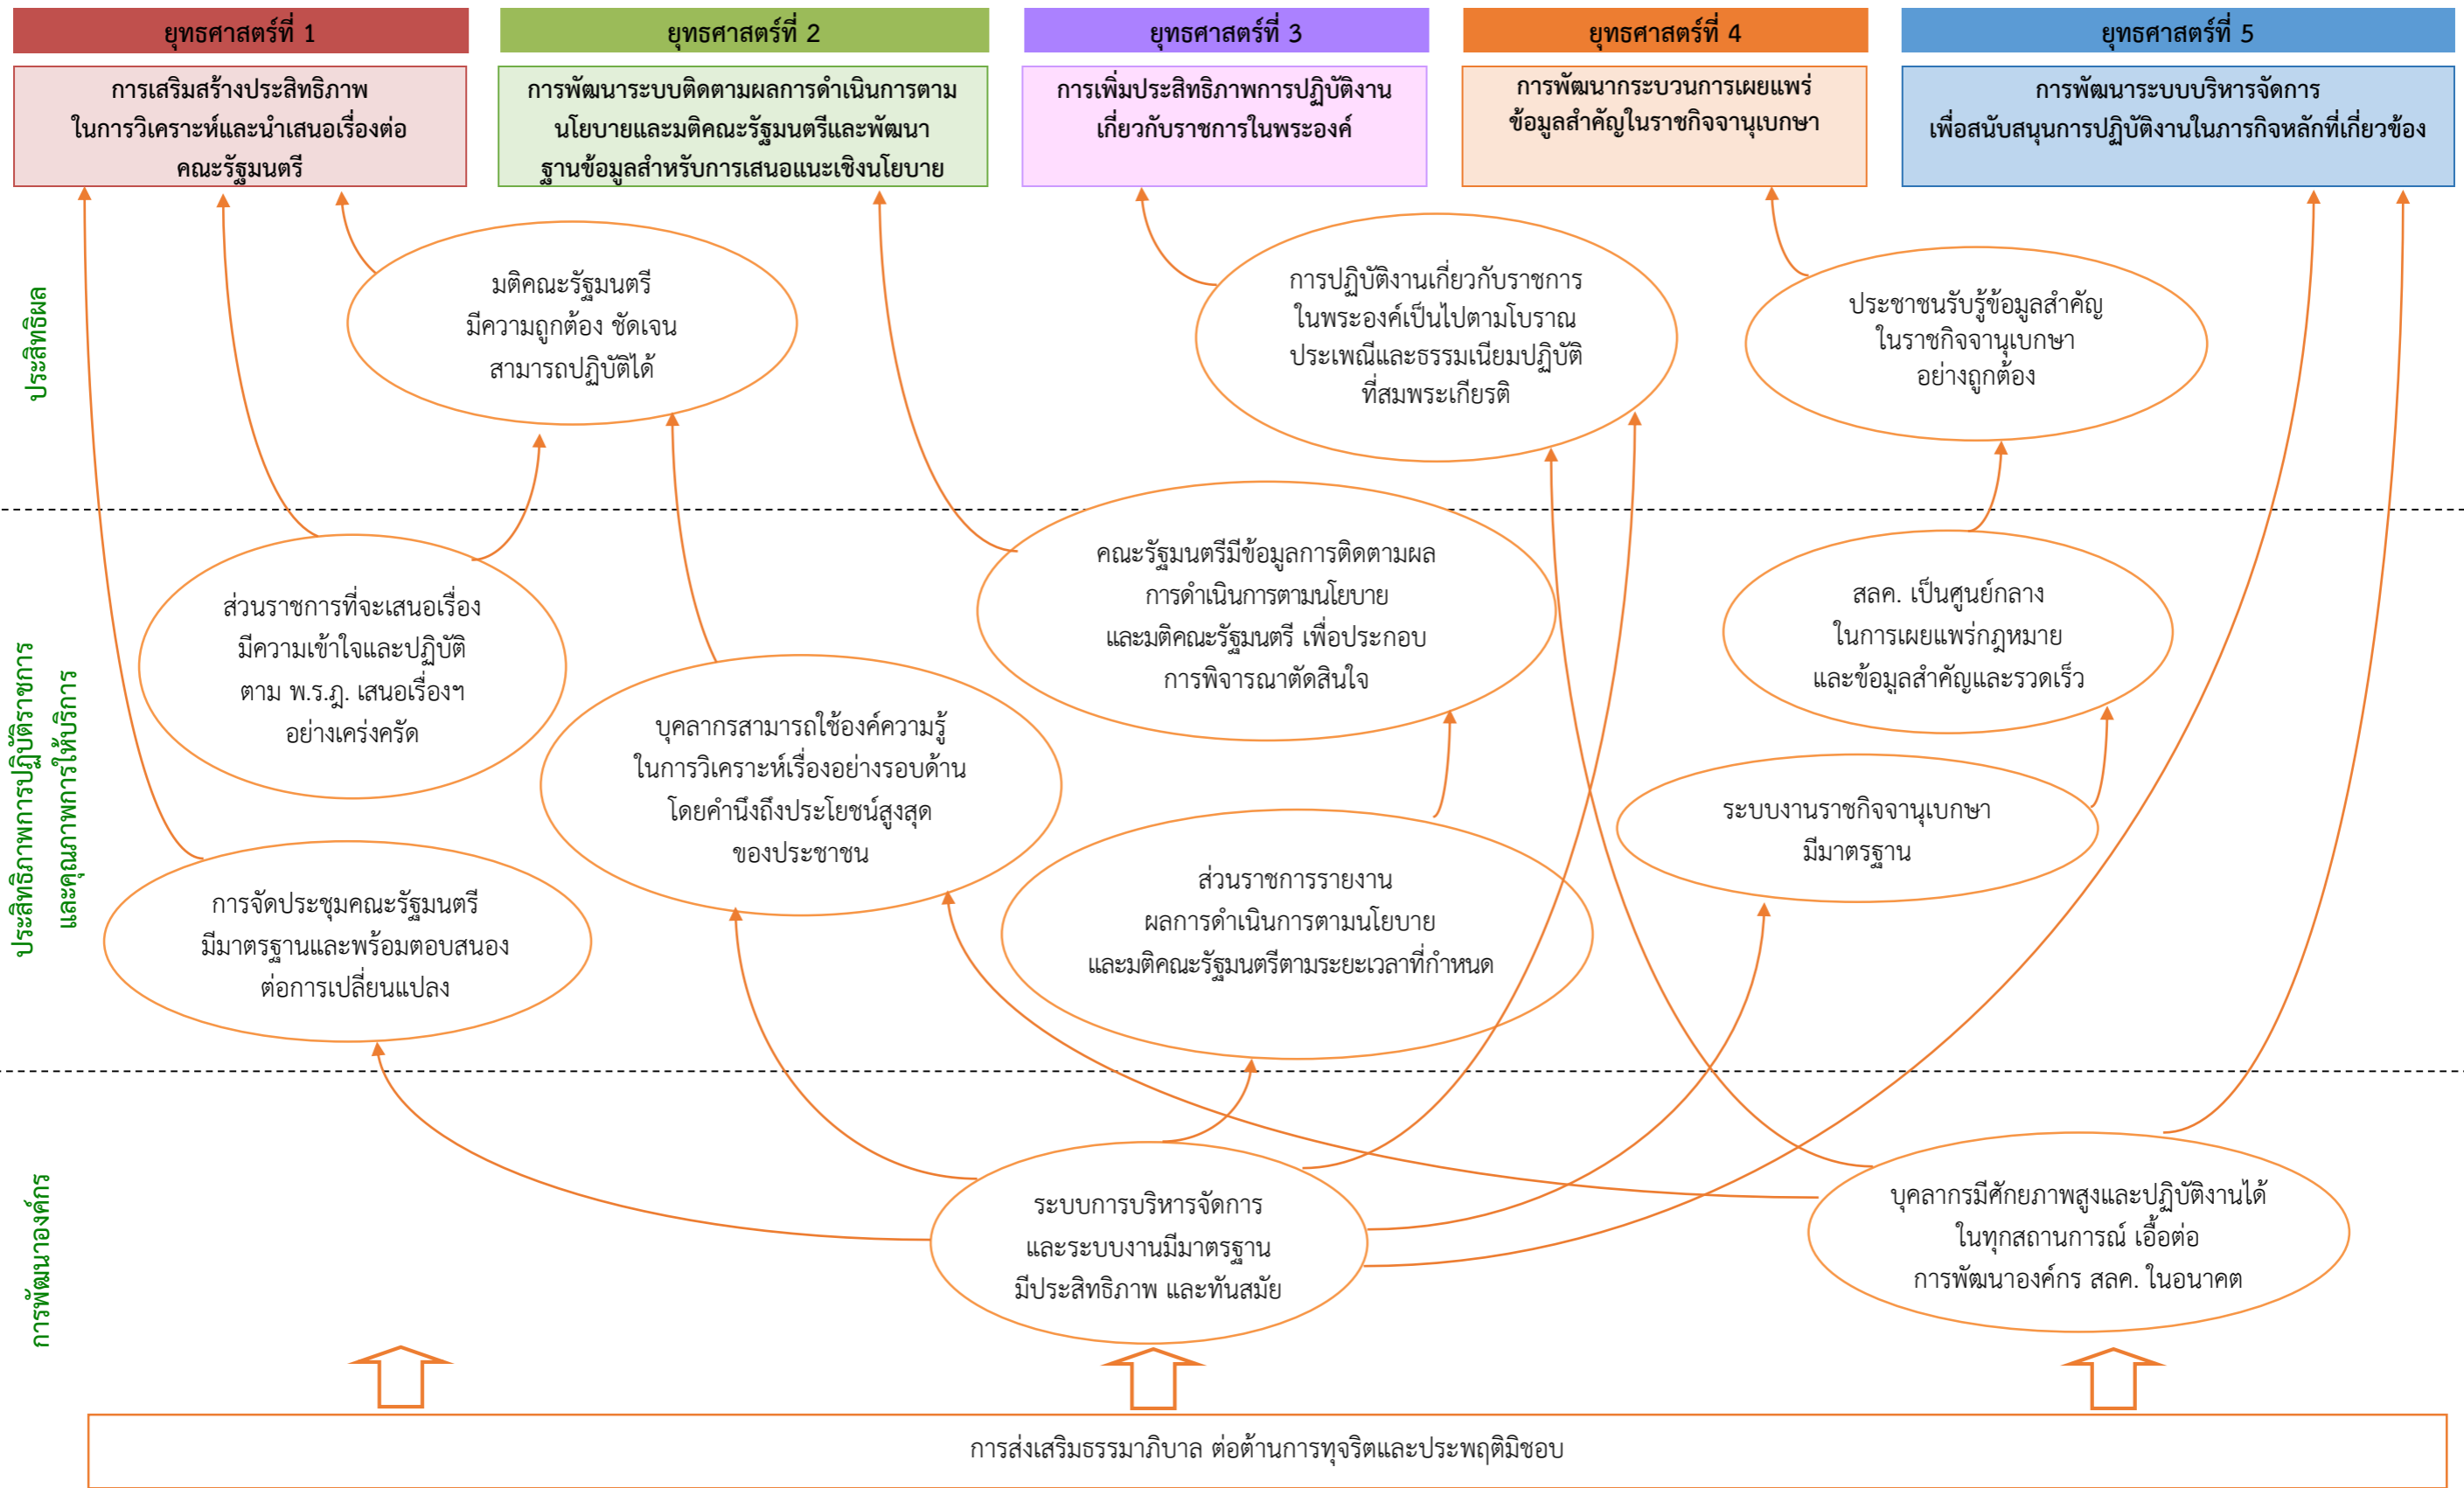 ยุทธศาสตร์ที่ 1
ยุทธศาสตร์ที่ 2
ยุทธศาสตร์ที่ 3
ยุทธศาสตร์ที่ 4
ยุทธศาสตร์ที่ 5
การเสริมสร้างประสิทธิภาพ
ในการวิเคราะห์และนำเสนอเรื่องต่อ
คณะรัฐมนตรี
การพัฒนาระบบติดตามผลการดำเนินการตาม
นโยบายและมติคณะรัฐมนตรีและพัฒนา
ฐานข้อมูลสำหรับการเสนอแนะเชิงนโยบาย
การเพิ่มประสิทธิภาพการปฏิบัติงาน
เกี่ยวกับราชการในพระองค์
การพัฒนากระบวนการเผยแพร่
ข้อมูลสำคัญในราชกิจจานุเบกษา
การพัฒนาระบบบริหารจัดการ
เพื่อสนับสนุนการปฏิบัติงานในภารกิจหลักที่เกี่ยวข้อง
ประสิทธิผล
มติคณะรัฐมนตรี
มีความถูกต้อง ชัดเจน
สามารถปฏิบัติได้
การปฏิบัติงานเกี่ยวกับราชการ
ในพระองค์เป็นไปตามโบราณ
ประเพณีและธรรมเนียมปฏิบัติ
ที่สมพระเกียรติ
ประชาชนรับรู้ข้อมูลสำคัญ
ในราชกิจจานุเบกษา
อย่างถูกต้อง
ประสิทธิภาพการปฏิบัติราชการ
และคุณภาพการให้บริการ
ส่วนราชการที่จะเสนอเรื่อง
มีความเข้าใจและปฏิบัติ
ตาม พ.ร.ฎ. เสนอเรื่องฯ
อย่างเคร่งครัด
คณะรัฐมนตรีมีข้อมูลการติดตามผล
การดำเนินการตามนโยบาย
และมติคณะรัฐมนตรี เพื่อประกอบ
การพิจารณาตัดสินใจ
สลค. เป็นศูนย์กลาง
ในการเผยแพร่กฎหมาย
และข้อมูลสำคัญและรวดเร็ว
บุคลากรสามารถใช้องค์ความรู้
ในการวิเคราะห์เรื่องอย่างรอบด้าน
โดยคำนึงถึงประโยชน์สูงสุด
ของประชาชน
ระบบงานราชกิจจานุเบกษา
มีมาตรฐาน
การจัดประชุมคณะรัฐมนตรี
มีมาตรฐานและพร้อมตอบสนอง
ต่อการเปลี่ยนแปลง
ส่วนราชการรายงาน
ผลการดำเนินการตามนโยบาย
และมติคณะรัฐมนตรีตามระยะเวลาที่กำหนด
การพัฒนาองค์กร
ระบบการบริหารจัดการ
และระบบงานมีมาตรฐาน
มีประสิทธิภาพ และทันสมัย
บุคลากรมีศักยภาพสูงและปฏิบัติงานได้
ในทุกสถานการณ์ เอื้อต่อ
การพัฒนาองค์กร สลค. ในอนาคต
การส่งเสริมธรรมาภิบาล ต่อต้านการทุจริตและประพฤติมิชอบ